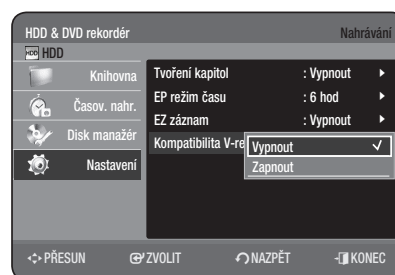 HDD & DVD rekordér Nahrávání
HDD HDD
Knihovna
Časov. nahr.
Disk manažér
Nastavení
Tvoření kapitol : Vypnout
EP režim času : 6 hod
EZ záznam : Vypnout
Kompatibilita V-re
Vypnout
Zapnout
PŘESUN ZVOLIT NAZPĚT KONEC